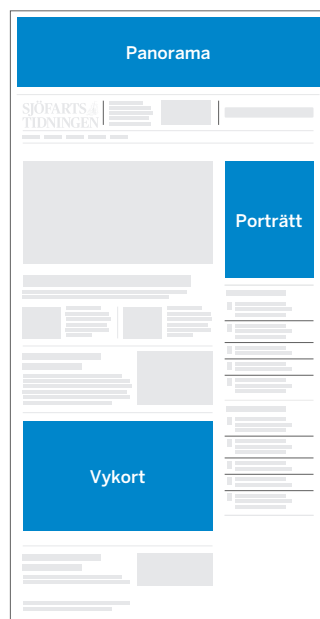 Panorama
SJÖFARTS
TIDNINGEN
Porträtt
Vykort